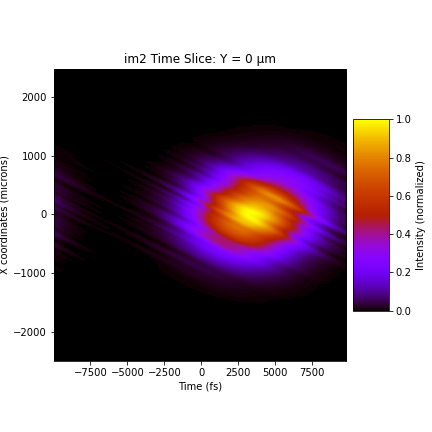 im2 Time Slice: Y = 0 μm
X coordinates (microns)
2000
1000
0
−1000
−2000
−7500 −5000 −2500 0 2500 5000 7500
Time (fs)
1.0
0.8
0.6
0.4
0.2
0.0
Intensity (normalized)